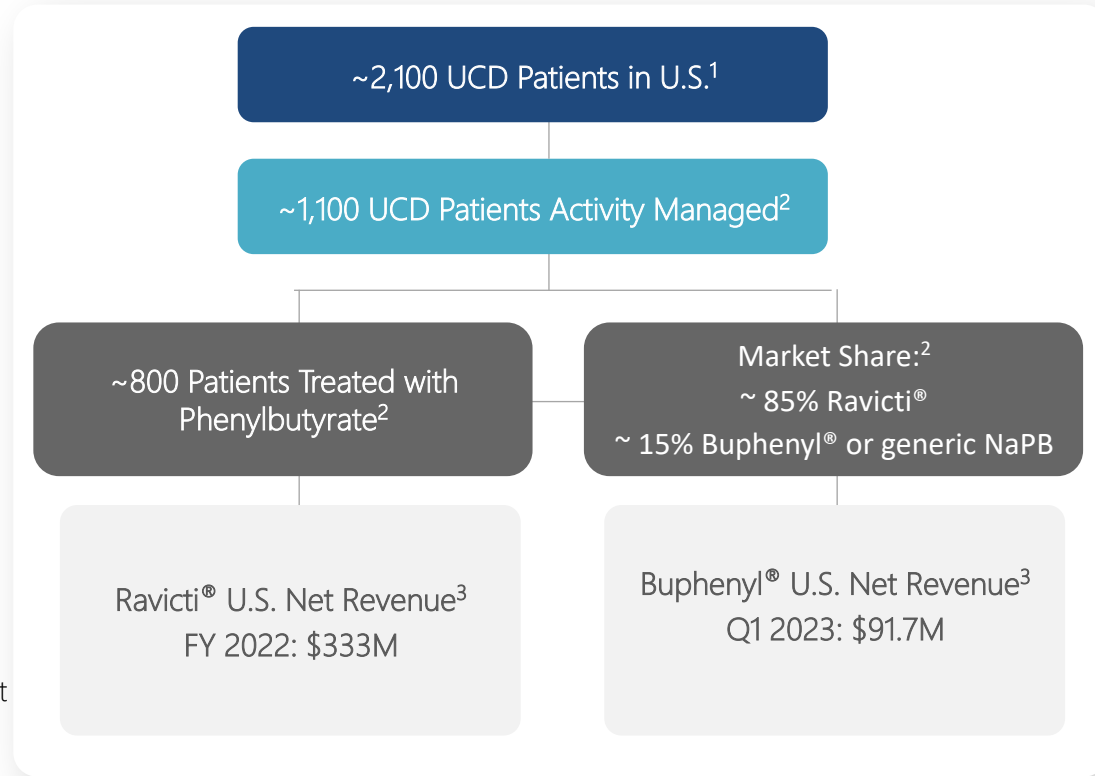 ~2,100 UCD Patients in U.S.¹
~1,100 UCD Patients Activity Managed²
~800 Patients Treated with
Phenylbutyrate²
Market Share:²
~ 85% Ravicti®
~ 15% Buphenyl® or generic NaPB
Ravicti® U.S. Net Revenue³
FY 2022: $333M
Buphenyl® U.S. Net Revenue³
Q1 2023: $91.7M
t